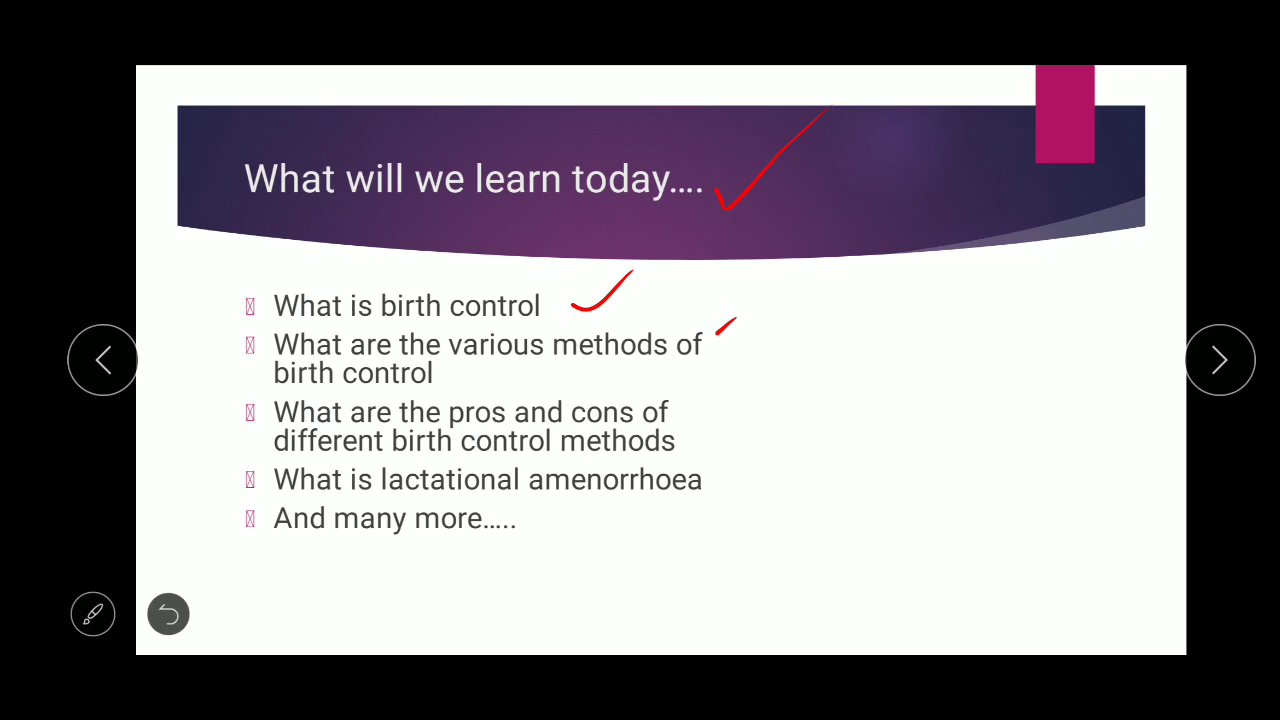 What will we learn today….
What is birth control
What are the various methods of
birth control
What are the pros and cons of
different birth control methods
What is lactational amenorrhoea
And many more…..